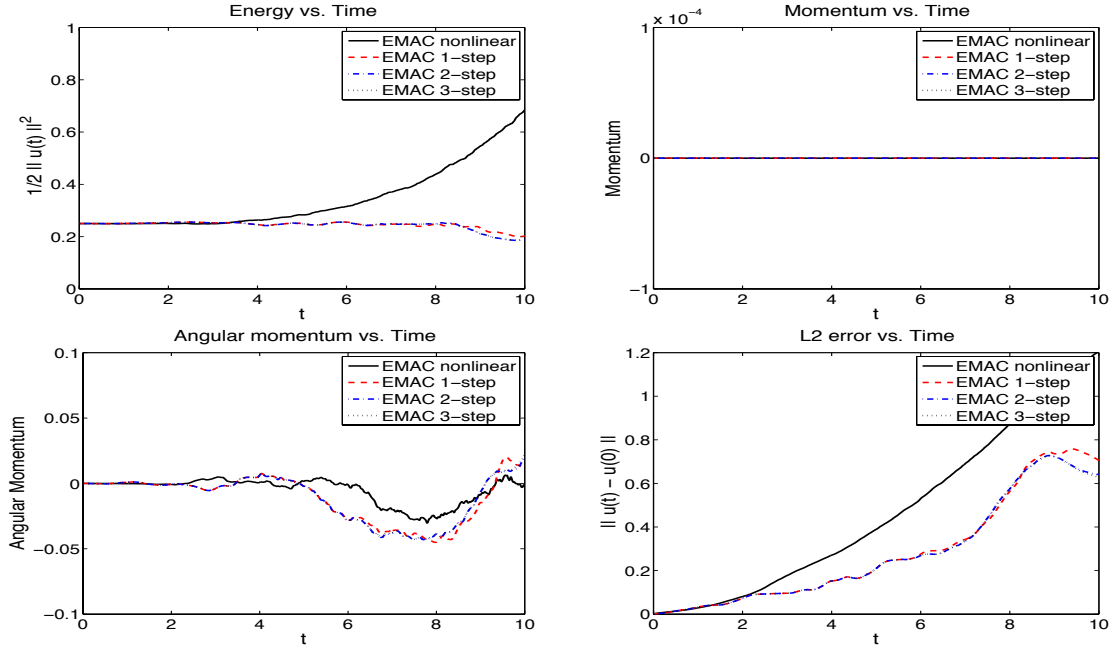 Energy vs. Time
1/2 || u(t) ||²
1
0.8
0.6
0.4
0.2
0
0 2 4 6 8 10
t
EMAC nonlinear
EMAC 1−step
EMAC 2−step
EMAC 3−step
Momentum vs. Time
1 x 10⁻⁴
Momentum
0
−1
0 2 4 6 8 10
t
EMAC nonlinear
EMAC 1−step
EMAC 2−step
EMAC 3−step
Angular momentum vs. Time
Angular Momentum
0.1
0.05
0
−0.05
−0.1
0 2 4 6 8 10
t
EMAC nonlinear
EMAC 1−step
EMAC 2−step
EMAC 3−step
L2 error vs. Time
|| u(t) − u(0) ||
1.2
1
0.8
0.6
0.4
0.2
0
0 2 4 6 8 10
t
EMAC nonlinear
EMAC 1−step
EMAC 2−step
EMAC 3−step